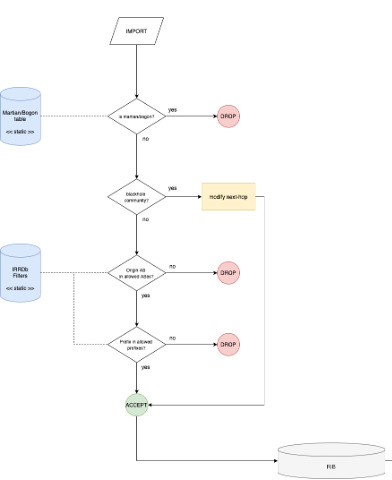 IMPORT
Martian/Bogon
table
<< static >>
is martian/bogon?
yes
DROP
no
blackhole
community?
yes
modify next-hop
no
IRRDb
Filters
<< static >>
Origin AS
in allowed ASNs?
no
DROP
yes
Prefix in allowed
prefixes?
no
DROP
yes
ACCEPT
RIB